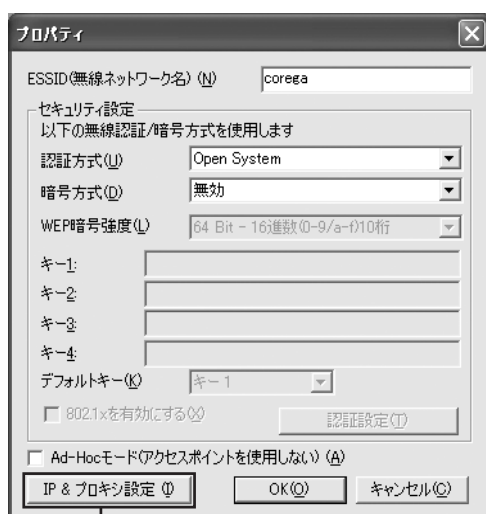 プロパティ
ESSID(無線ネットワーク名) (N) corega
セキュリティ設定
以下の無線認証/暗号方式を使用します
認証方式(U) Open System
暗号方式(D) 無効
WEP暗号強度(L) 64 Bit - 16進数(0-9/a-f)10桁
キー1:
キー2:
キー3:
キー4:
デフォルトキー(K) キー 1
802.1xを有効にする(X) 認証設定(T)
Ad-Hocモード(アクセスポイントを使用しない) (A)
IP & プロキシ設定 (I) OK(O) キャンセル(C)